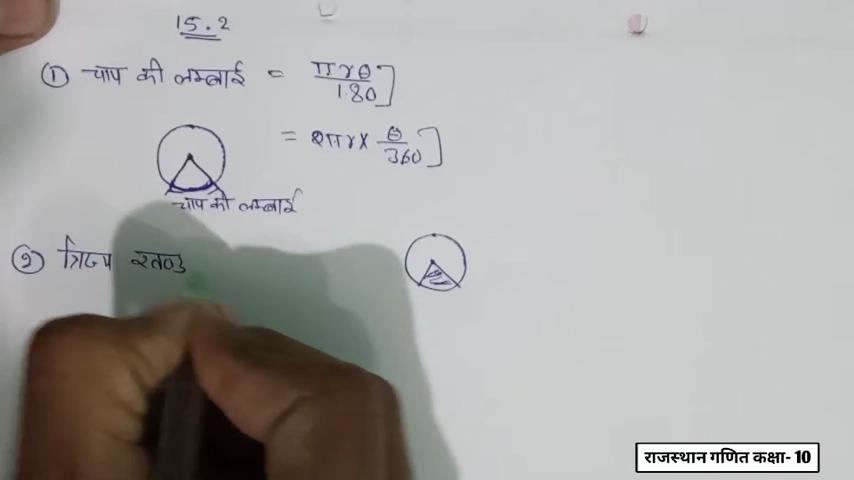 15.2
① चाप की लम्बाई = πrθ/180]
= 2πr× θ/360]
चाप की लम्बाई
② त्रिज्य खण्ड
राजस्थान गणित कक्षा- 10